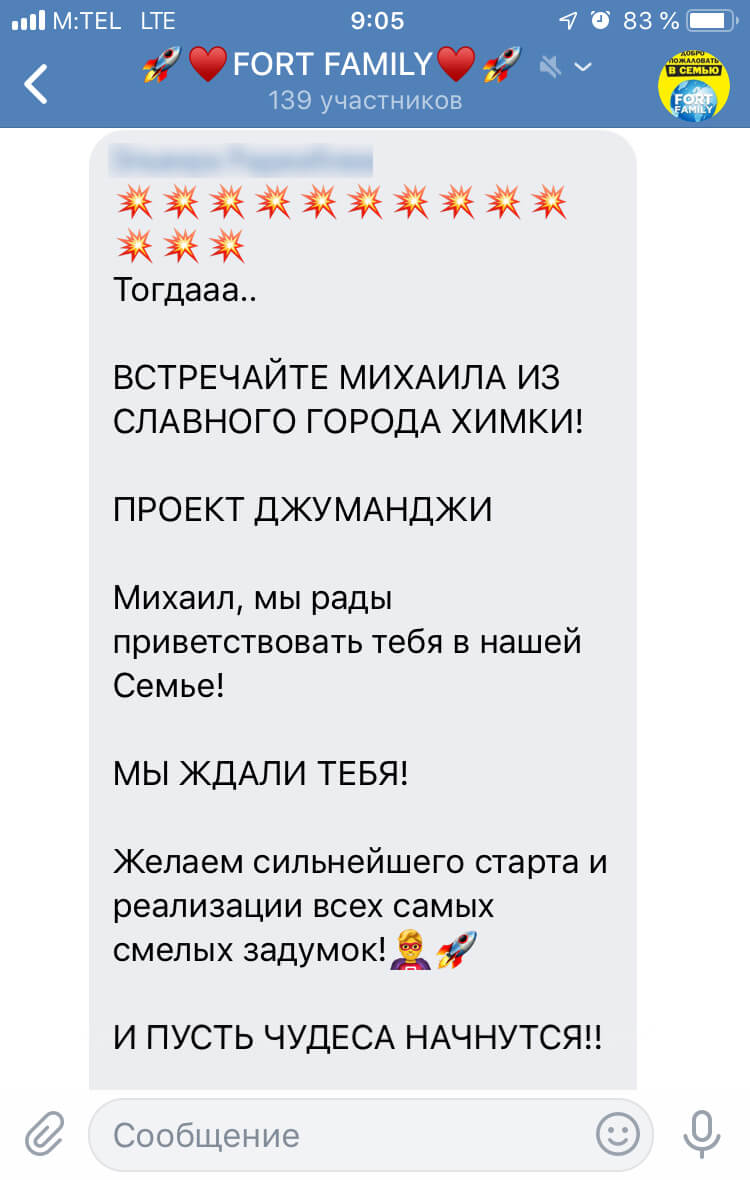 M:TEL LTE 9:05 83 %
🚀❤️FORT FAMILY❤️🚀
139 участников
ДОБРО
ПОЖАЛОВАТЬ
В СЕМЬЮ
FORT
FAMILY
💥💥💥💥💥💥💥💥💥💥
💥💥💥
Тогдааа..
ВСТРЕЧАЙТЕ МИХАИЛА ИЗ
СЛАВНОГО ГОРОДА ХИМКИ!
ПРОЕКТ ДЖУМАНДЖИ
Михаил, мы рады
приветствовать тебя в нашей
Семье!
МЫ ЖДАЛИ ТЕБЯ!
Желаем сильнейшего старта и
реализации всех самых
смелых задумок!🦸🚀
И ПУСТЬ ЧУДЕСА НАЧНУТСЯ!!
Сообщение